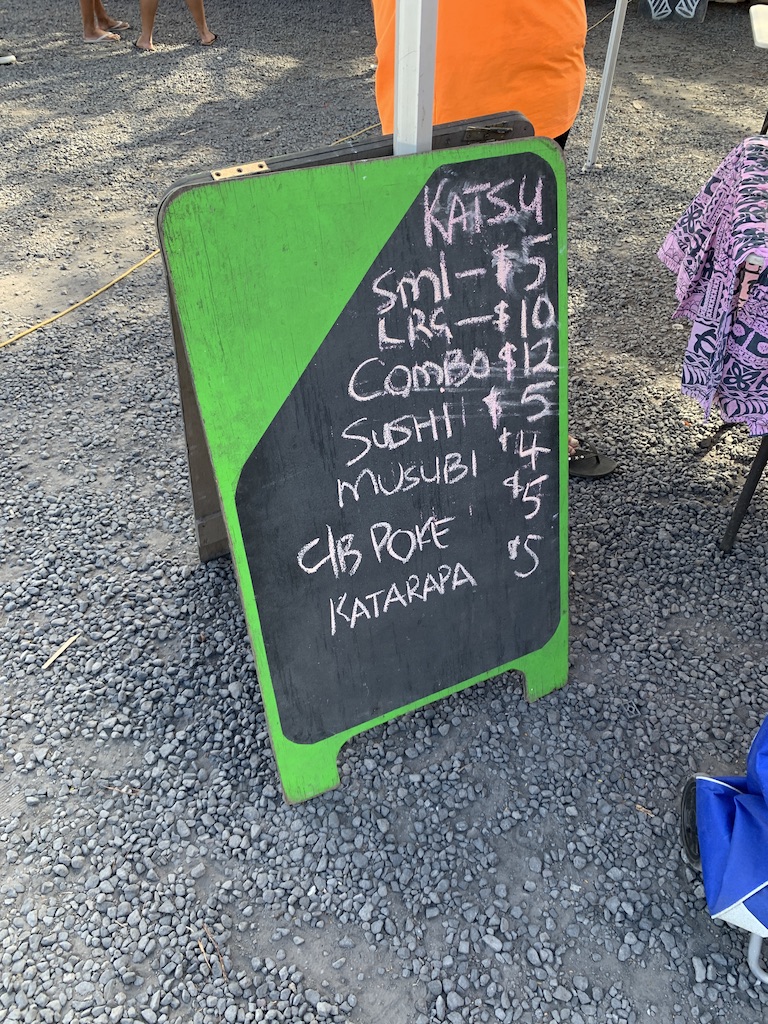 KATSU
Sml - $5
LRG - $10
COMBO $12
SUSHI $5
MUSUBI $4
C/B POKE $5
KATARAPA $5